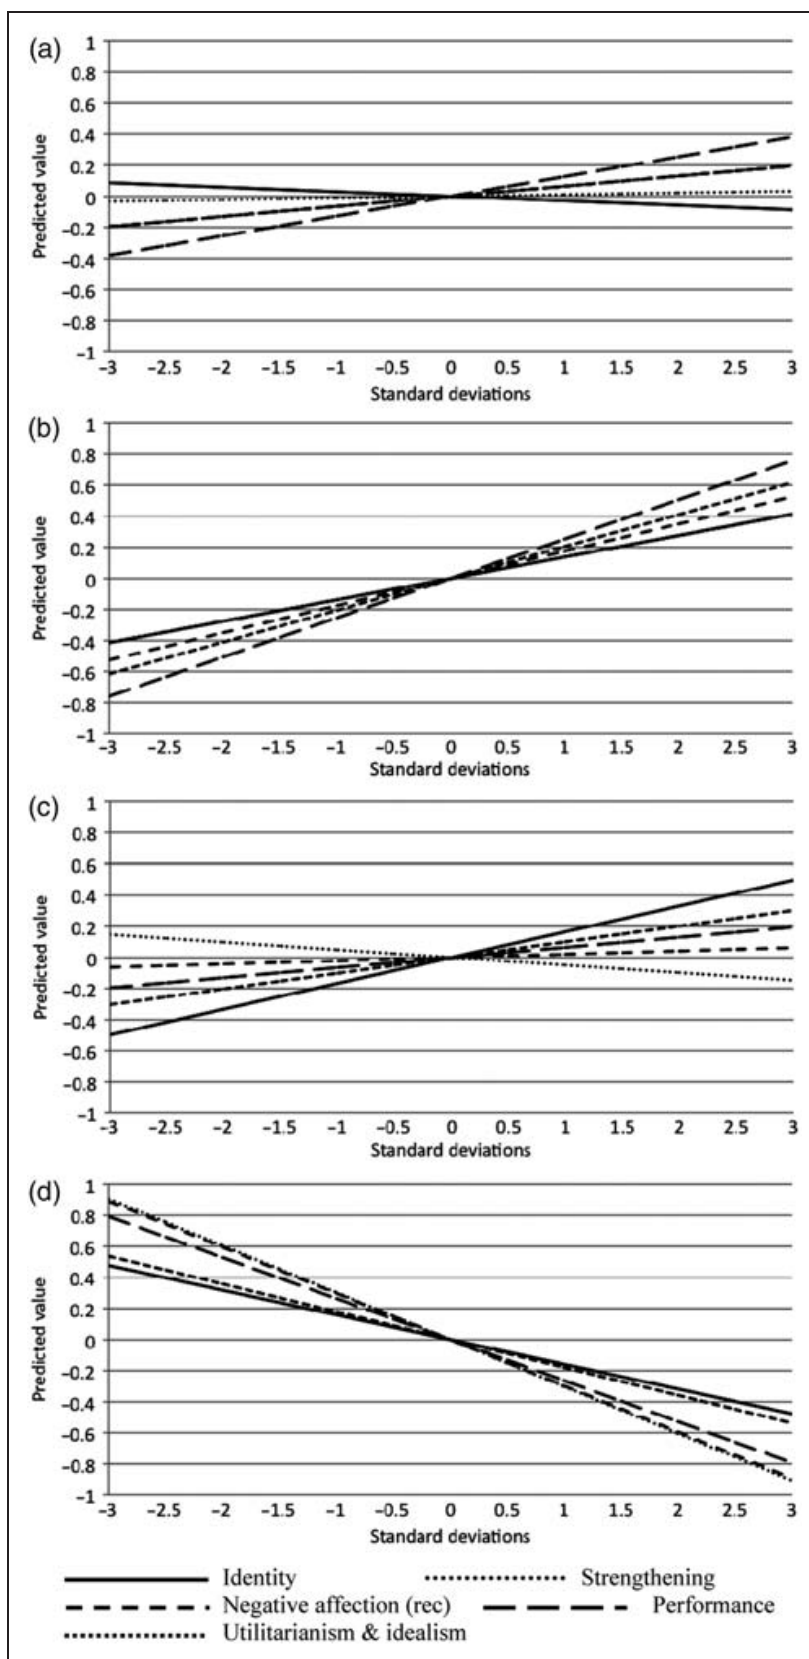 (a)
1
0.8
0.6
0.4
0.2
0
−0.2
−0.4
−0.6
−0.8
−1
Predicted value
−3 −2.5 −2 −1.5 −1 −0.5 0 0.5 1 1.5 2 2.5 3
Standard deviations
(b)
1
0.8
0.6
0.4
0.2
0
−0.2
−0.4
−0.6
−0.8
−1
Predicted value
−3 −2.5 −2 −1.5 −1 −0.5 0 0.5 1 1.5 2 2.5 3
Standard deviations
(c)
1
0.8
0.6
0.4
0.2
0
−0.2
−0.4
−0.6
−0.8
−1
Predicted value
−3 −2.5 −2 −1.5 −1 −0.5 0 0.5 1 1.5 2 2.5 3
Standard deviations
(d)
1
0.8
0.6
0.4
0.2
0
−0.2
−0.4
−0.6
−0.8
−1
Predicted value
−3 −2.5 −2 −1.5 −1 −0.5 0 0.5 1 1.5 2 2.5 3
Standard deviations
Identity Strengthening
Negative affection (rec) Performance
Utilitarianism & idealism